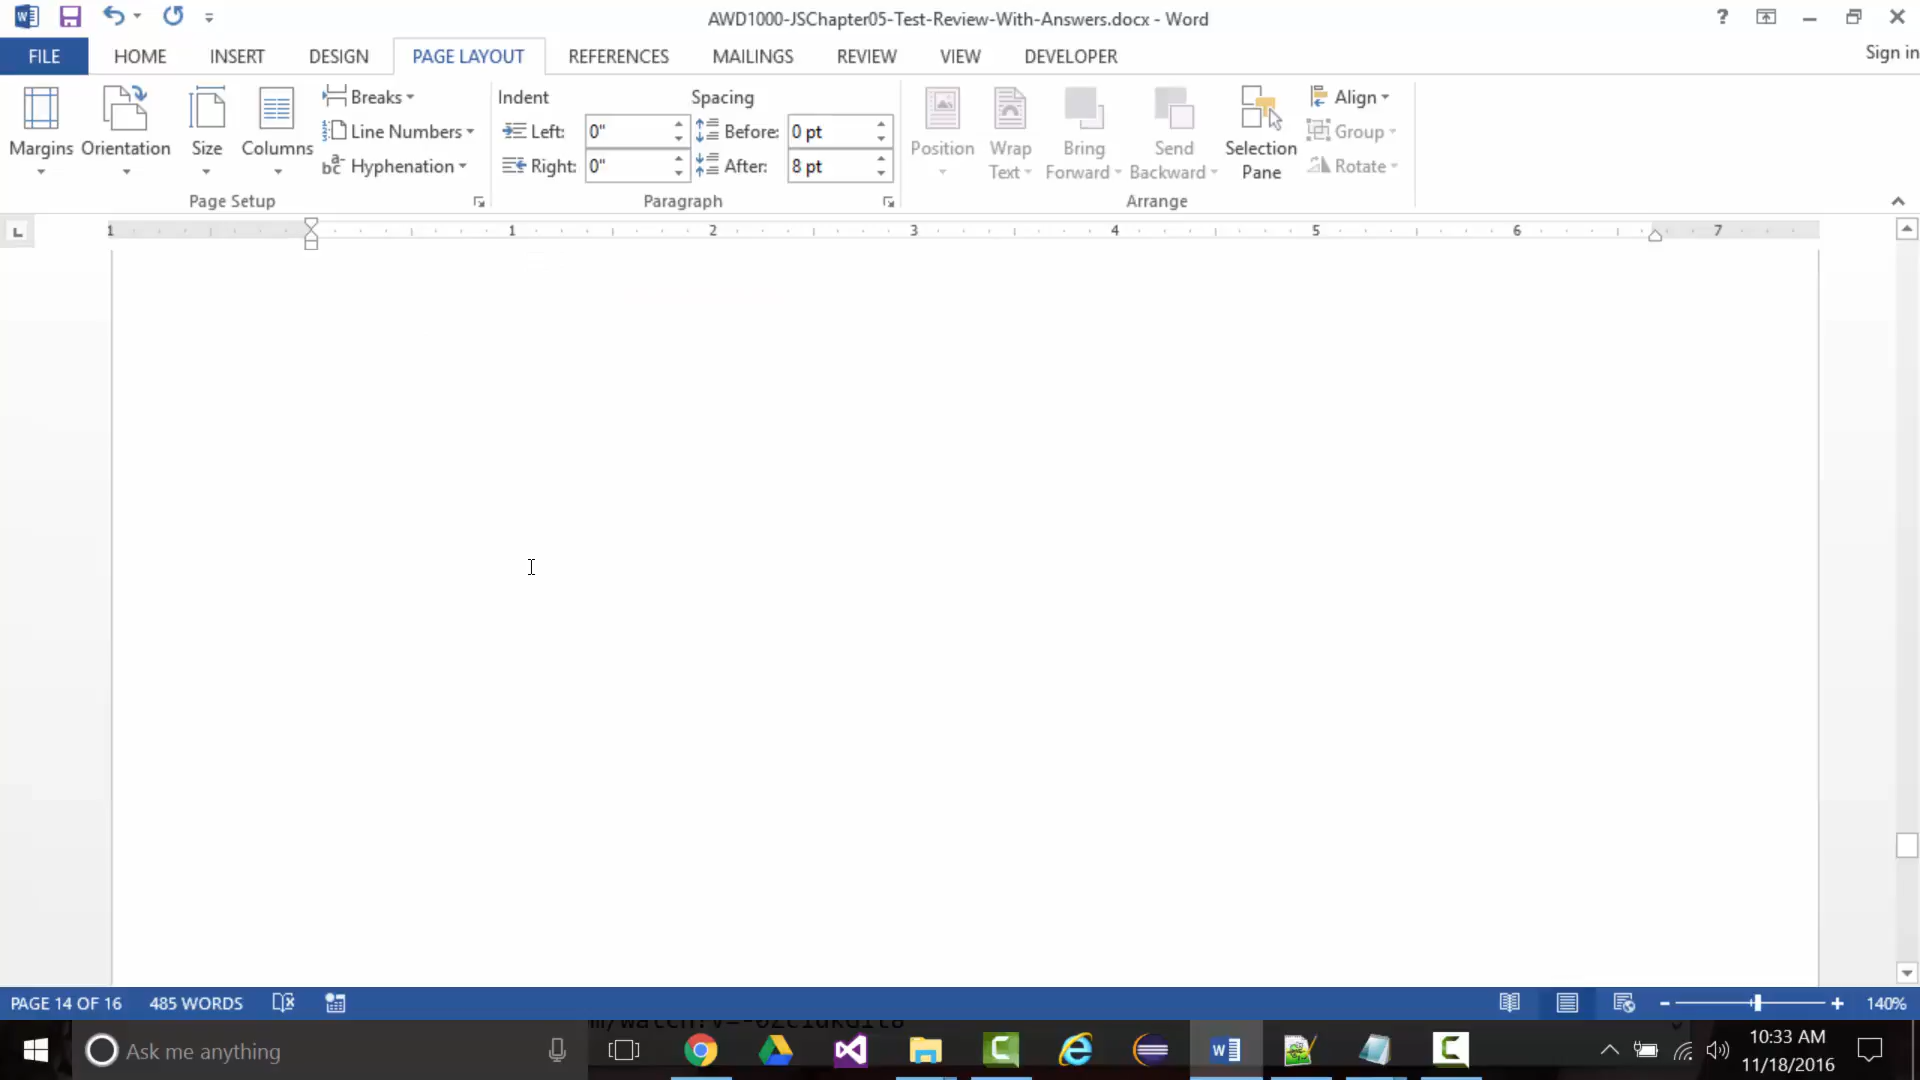 AWD1000-JSChapter05-Test-Review-With-Answers.docx - Word
?
FILE HOME INSERT DESIGN PAGE LAYOUT REFERENCES MAILINGS REVIEW VIEW DEVELOPER Sign in
Breaks Indent Spacing Align
Line Numbers Left: 0" Before: 0 pt Group
Margins Orientation Size Columns Position Wrap Text Bring Forward Send Backward Selection Pane
Hyphenation Right: 0" After: 8 pt Rotate
Page Setup Paragraph Arrange
1 1 2 3 4 5 6 7
PAGE 14 OF 16 485 WORDS 140%
Ask me anything
10:33 AM
11/18/2016